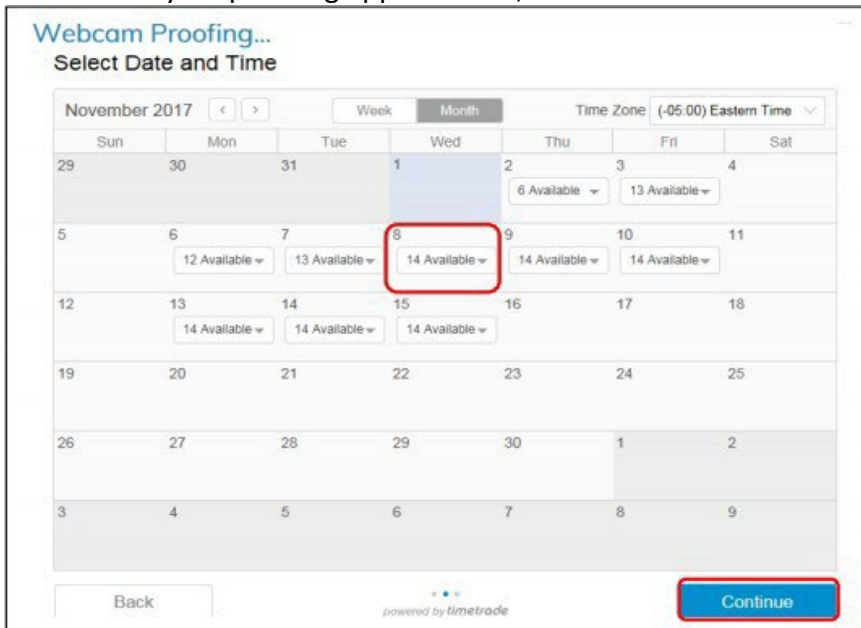 Webcam Proofing...
Select Date and Time
November 2017 < > Week Month Time Zone (-05:00) Eastern Time
Sun Mon Tue Wed Thu Fri Sat
29 30 31 1 2 3 4
6 Available 13 Available
5 6 7 8 9 10 11
12 Available 13 Available 14 Available 14 Available 14 Available
12 13 14 15 16 17 18
14 Available 14 Available 14 Available
19 20 21 22 23 24 25
26 27 28 29 30 1 2
3 4 5 6 7 8 9
Back powered by timetrade Continue